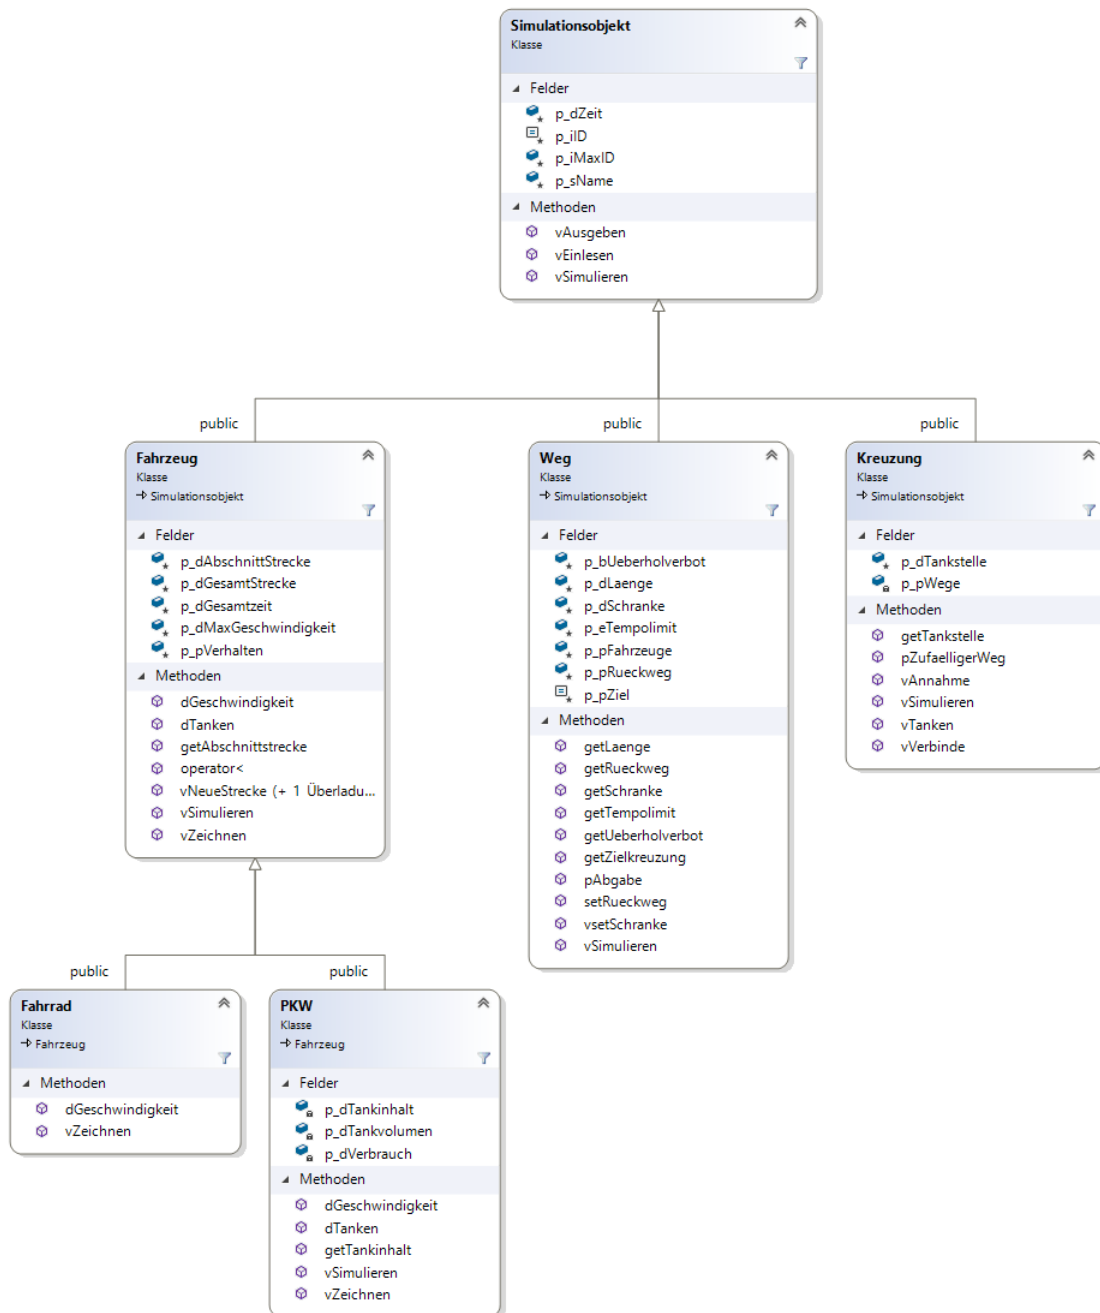 Simulationsobjekt
Klasse
Felder
p_dZeit
p_iID
p_iMaxID
p_sName
Methoden
vAusgeben
vEinlesen
vSimulieren
public
public
public
Fahrzeug
Klasse
Simulationsobjekt
Felder
p_dAbschnittStrecke
p_dGesamtStrecke
p_dGesamtzeit
p_dMaxGeschwindigkeit
p_pVerhalten
Methoden
dGeschwindigkeit
dTanken
getAbschnittstrecke
operator<
vNeueStrecke (+ 1 Überladu...
vSimulieren
vZeichnen
Weg
Klasse
Simulationsobjekt
Felder
p_bUeberholverbot
p_dLaenge
p_dSchranke
p_eTempolimit
p_pFahrzeuge
p_pRueckweg
p_pZiel
Methoden
getLaenge
getRueckweg
getSchranke
getTempolimit
getUeberholverbot
getZielkreuzung
pAbgabe
setRueckweg
vsetSchranke
vSimulieren
Kreuzung
Klasse
Simulationsobjekt
Felder
p_dTankstelle
p_pWege
Methoden
getTankstelle
pZufaelligerWeg
vAnnahme
vSimulieren
vTanken
vVerbinde
public
public
Fahrrad
Klasse
Fahrzeug
Methoden
dGeschwindigkeit
vZeichnen
PKW
Klasse
Fahrzeug
Felder
p_dTankinhalt
p_dTankvolumen
p_dVerbrauch
Methoden
dGeschwindigkeit
dTanken
getTankinhalt
vSimulieren
vZeichnen